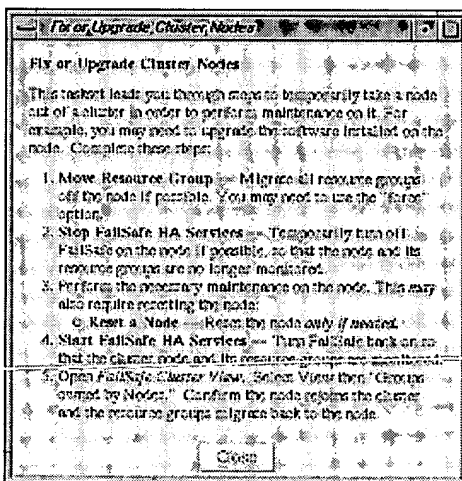 Fix or Upgrade Cluster Nodes
Fix or Upgrade Cluster Nodes
This taskset leads you through steps to temporarily take a node
out of a cluster in order to perform maintenance on it. For
example, you may need to upgrade the software installed on the
node. Complete these steps:
1. Move Resource Group -- Migrate all resource groups
off the node if possible. You may need to use the "force"
option.
2. Stop FailSafe HA Services -- Temporarily turn off
FailSafe on the node if possible, so that the node and its
resource groups are no longer monitored.
3. Perform the necessary maintenance on the node. This may
also require resetting the node:
o Reset a Node -- Reset the node only if needed.
4. Start FailSafe HA Services -- Turn FailSafe back on so
that the cluster node and its resource groups are monitored.
5. Open FailSafe Cluster View. Select View then "Groups
owned by Nodes." Confirm the node rejoins the cluster
and the resource groups migrate back to the node.
Close